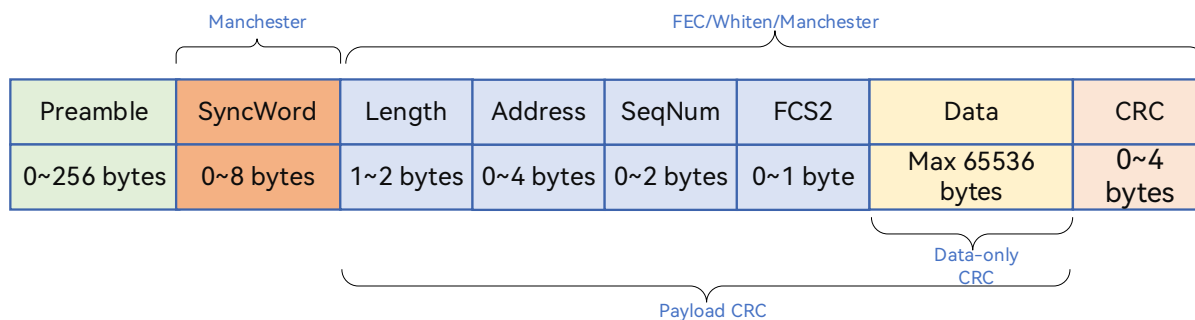 Manchester
FEC/Whiten/Manchester
Preamble
SyncWord
Length
Address
SeqNum
FCS2
Data
CRC
0~256 bytes
0~8 bytes
1~2 bytes
0~4 bytes
0~2 bytes
0~1 byte
Max 65536
bytes
0~4
bytes
Data-only
CRC
Payload CRC